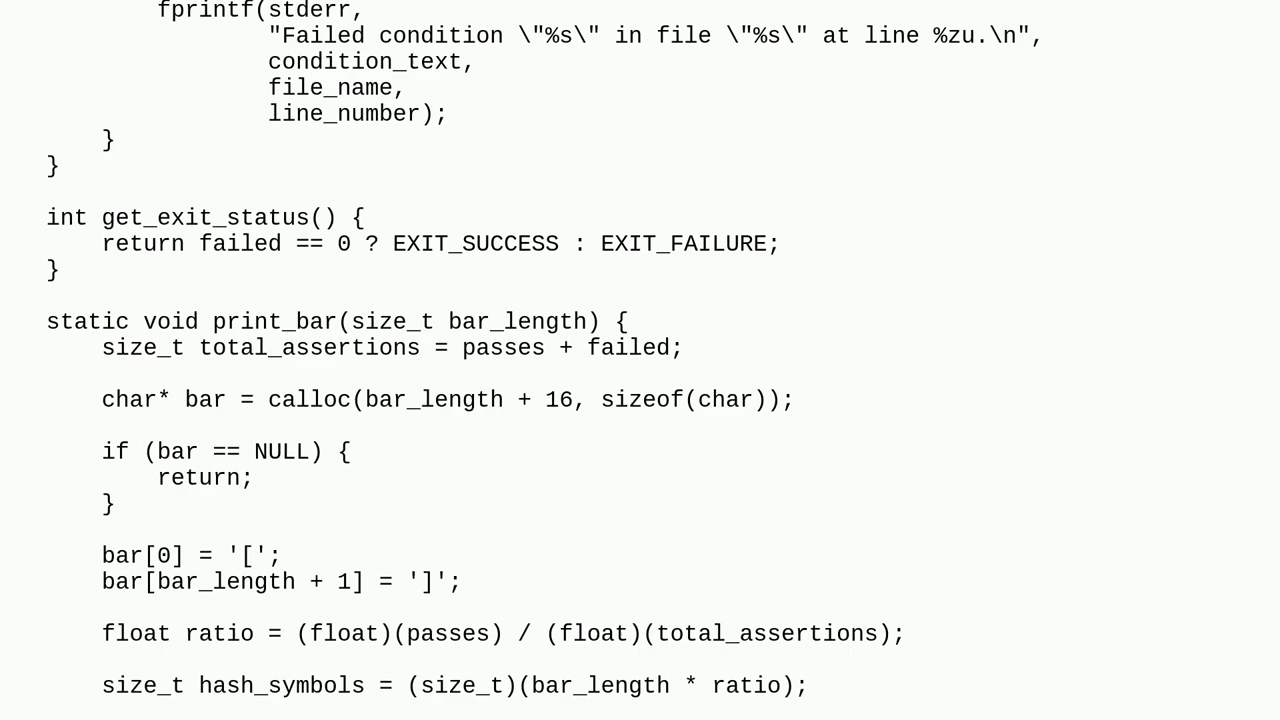 fprintf(stderr,
"Failed condition \"%s\" in file \"%s\" at line %zu.\n",
condition_text,
file_name,
line_number);
}
}
int get_exit_status() {
return failed == 0 ? EXIT_SUCCESS : EXIT_FAILURE;
}
static void print_bar(size_t bar_length) {
size_t total_assertions = passes + failed;
char* bar = calloc(bar_length + 16, sizeof(char));
if (bar == NULL) {
return;
}
bar[0] = '[';
bar[bar_length + 1] = ']';
float ratio = (float)(passes) / (float)(total_assertions);
size_t hash_symbols = (size_t)(bar_length * ratio);